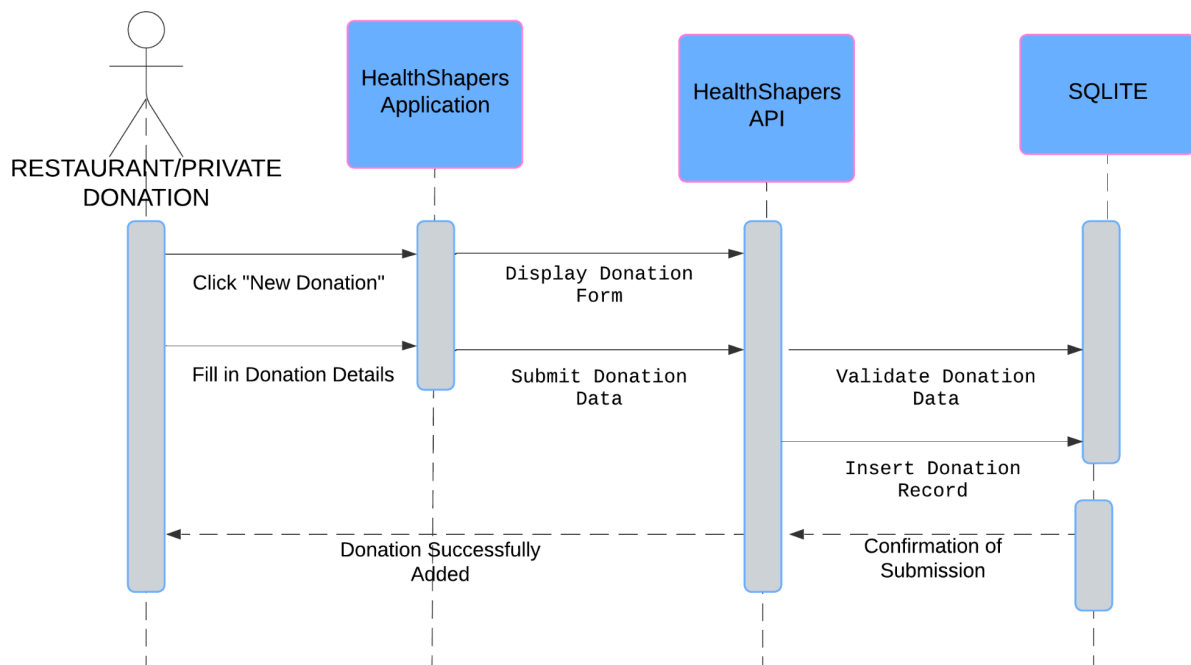 RESTAURANT/PRIVATE
DONATION
HealthShapers
Application
HealthShapers
API
SQLITE
Click "New Donation"
Display Donation
Form
Fill in Donation Details
Submit Donation
Data
Validate Donation
Data
Insert Donation
Record
Donation Successfully
Added
Confirmation of
Submission